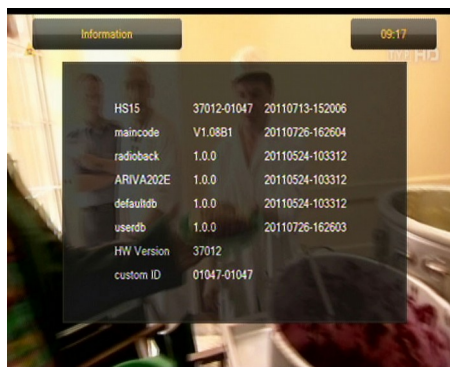 Information
09:17
TVP HD
HS15 37012-01047 20110713-152006
maincode V1.08B1 20110726-162604
radioback 1.0.0 20110524-103312
ARIVA202E 1.0.0 20110524-103312
defaultdb 1.0.0 20110524-103312
userdb 1.0.0 20110726-162603
HW Version 37012
custom ID 01047-01047